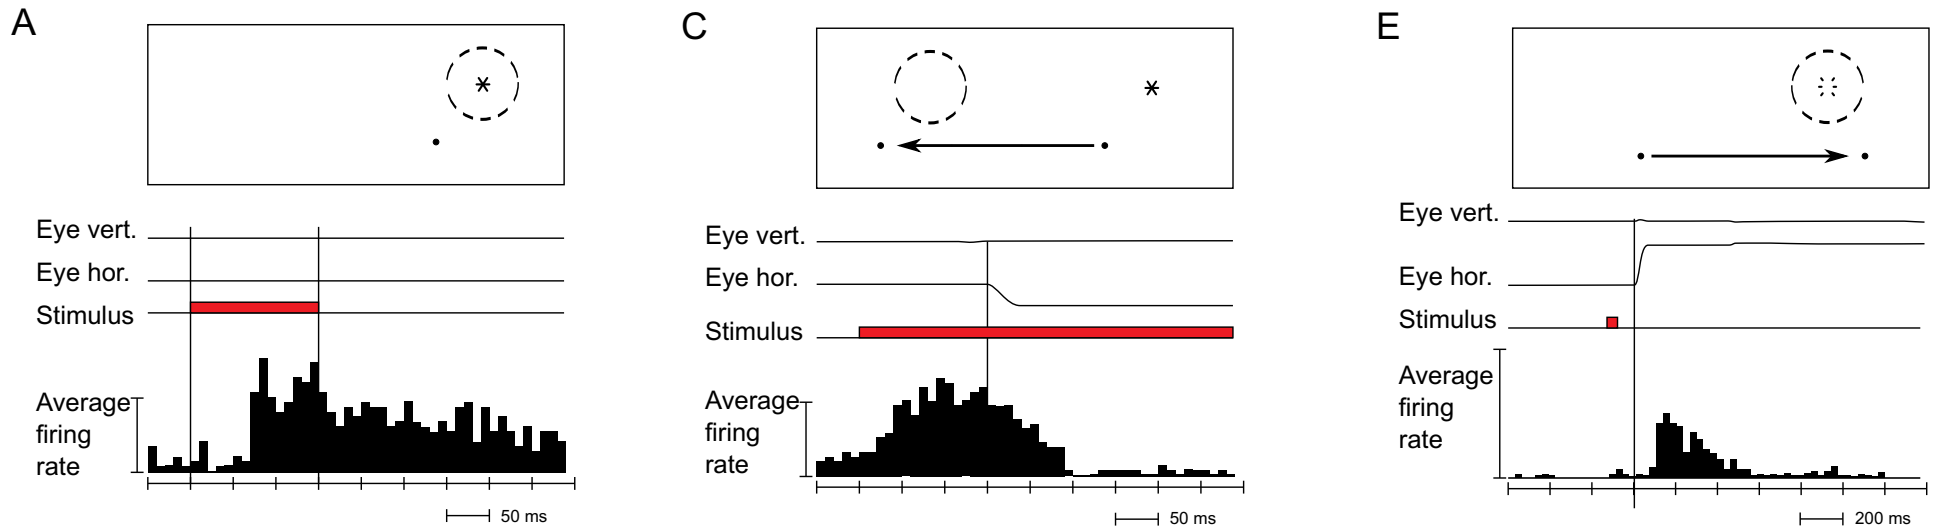 A
Eye vert.
Eye hor.
Stimulus
Average
firing
rate
50 ms
C
Eye vert.
Eye hor.
Stimulus
Average
firing
rate
50 ms
E
Eye vert.
Eye hor.
Stimulus
Average
firing
rate
200 ms